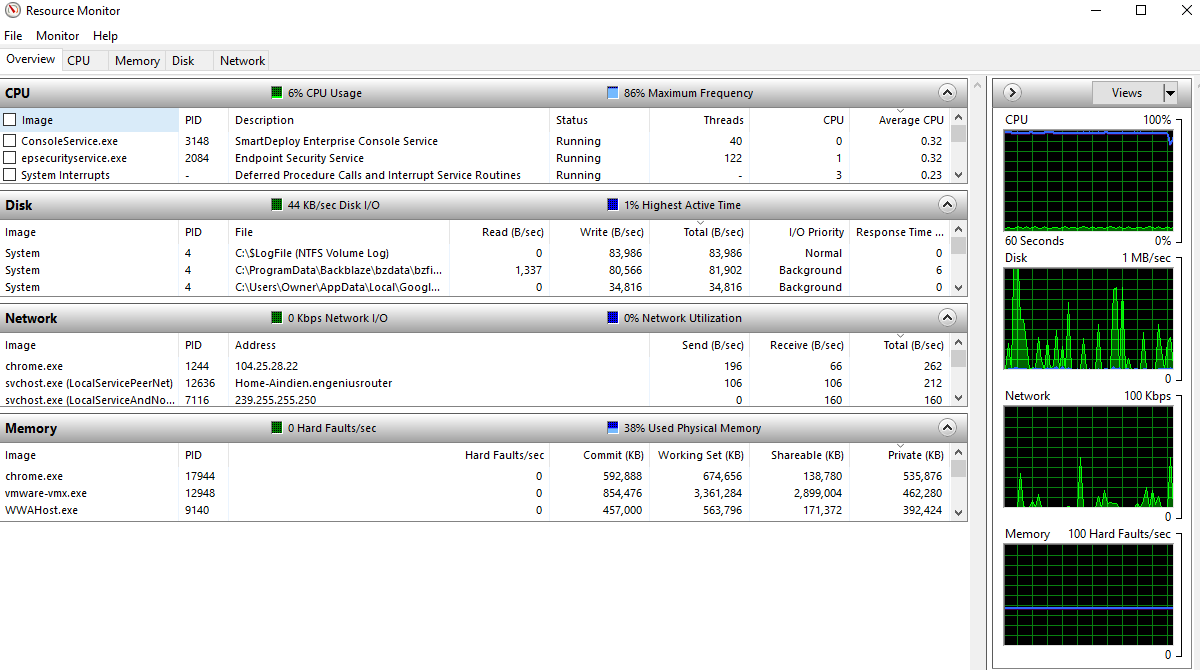 Resource Monitor
File Monitor Help
Overview CPU Memory Disk Network
CPU 6% CPU Usage 86% Maximum Frequency
Image PID Description Status Threads CPU Average CPU
ConsoleService.exe 3148 SmartDeploy Enterprise Console Service Running 40 0 0.32
epsecurityservice.exe 2084 Endpoint Security Service Running 122 1 0.32
System Interrupts - Deferred Procedure Calls and Interrupt Service Routines Running - 3 0.23
Disk 44 KB/sec Disk I/O 1% Highest Active Time
Image PID File Read (B/sec) Write (B/sec) Total (B/sec) I/O Priority Response Time ...
System 4 C:\$LogFile (NTFS Volume Log) 0 83,986 83,986 Normal 0
System 4 C:\ProgramData\Backblaze\bzdata\bzfi... 1,337 80,566 81,902 Background 6
System 4 C:\Users\Owner\AppData\Local\Googl... 0 34,816 34,816 Background 0
Network 0 Kbps Network I/O 0% Network Utilization
Image PID Address Send (B/sec) Receive (B/sec) Total (B/sec)
chrome.exe 1244 104.25.28.22 196 66 262
svchost.exe (LocalServicePeerNet) 12636 Home-Aindien.engeniusrouter 106 106 212
svchost.exe (LocalServiceAndNo... 7116 239.255.255.250 0 160 160
Memory 0 Hard Faults/sec 38% Used Physical Memory
Image PID Hard Faults/sec Commit (KB) Working Set (KB) Shareable (KB) Private (KB)
chrome.exe 17944 0 592,888 674,656 138,780 535,876
vmware-vmx.exe 12948 0 854,476 3,361,284 2,899,004 462,280
WWAHost.exe 9140 0 457,000 563,796 171,372 392,424
Views
CPU 100%
60 Seconds 0%
Disk 1 MB/sec
0
Network 100 Kbps
0
Memory 100 Hard Faults/sec
0